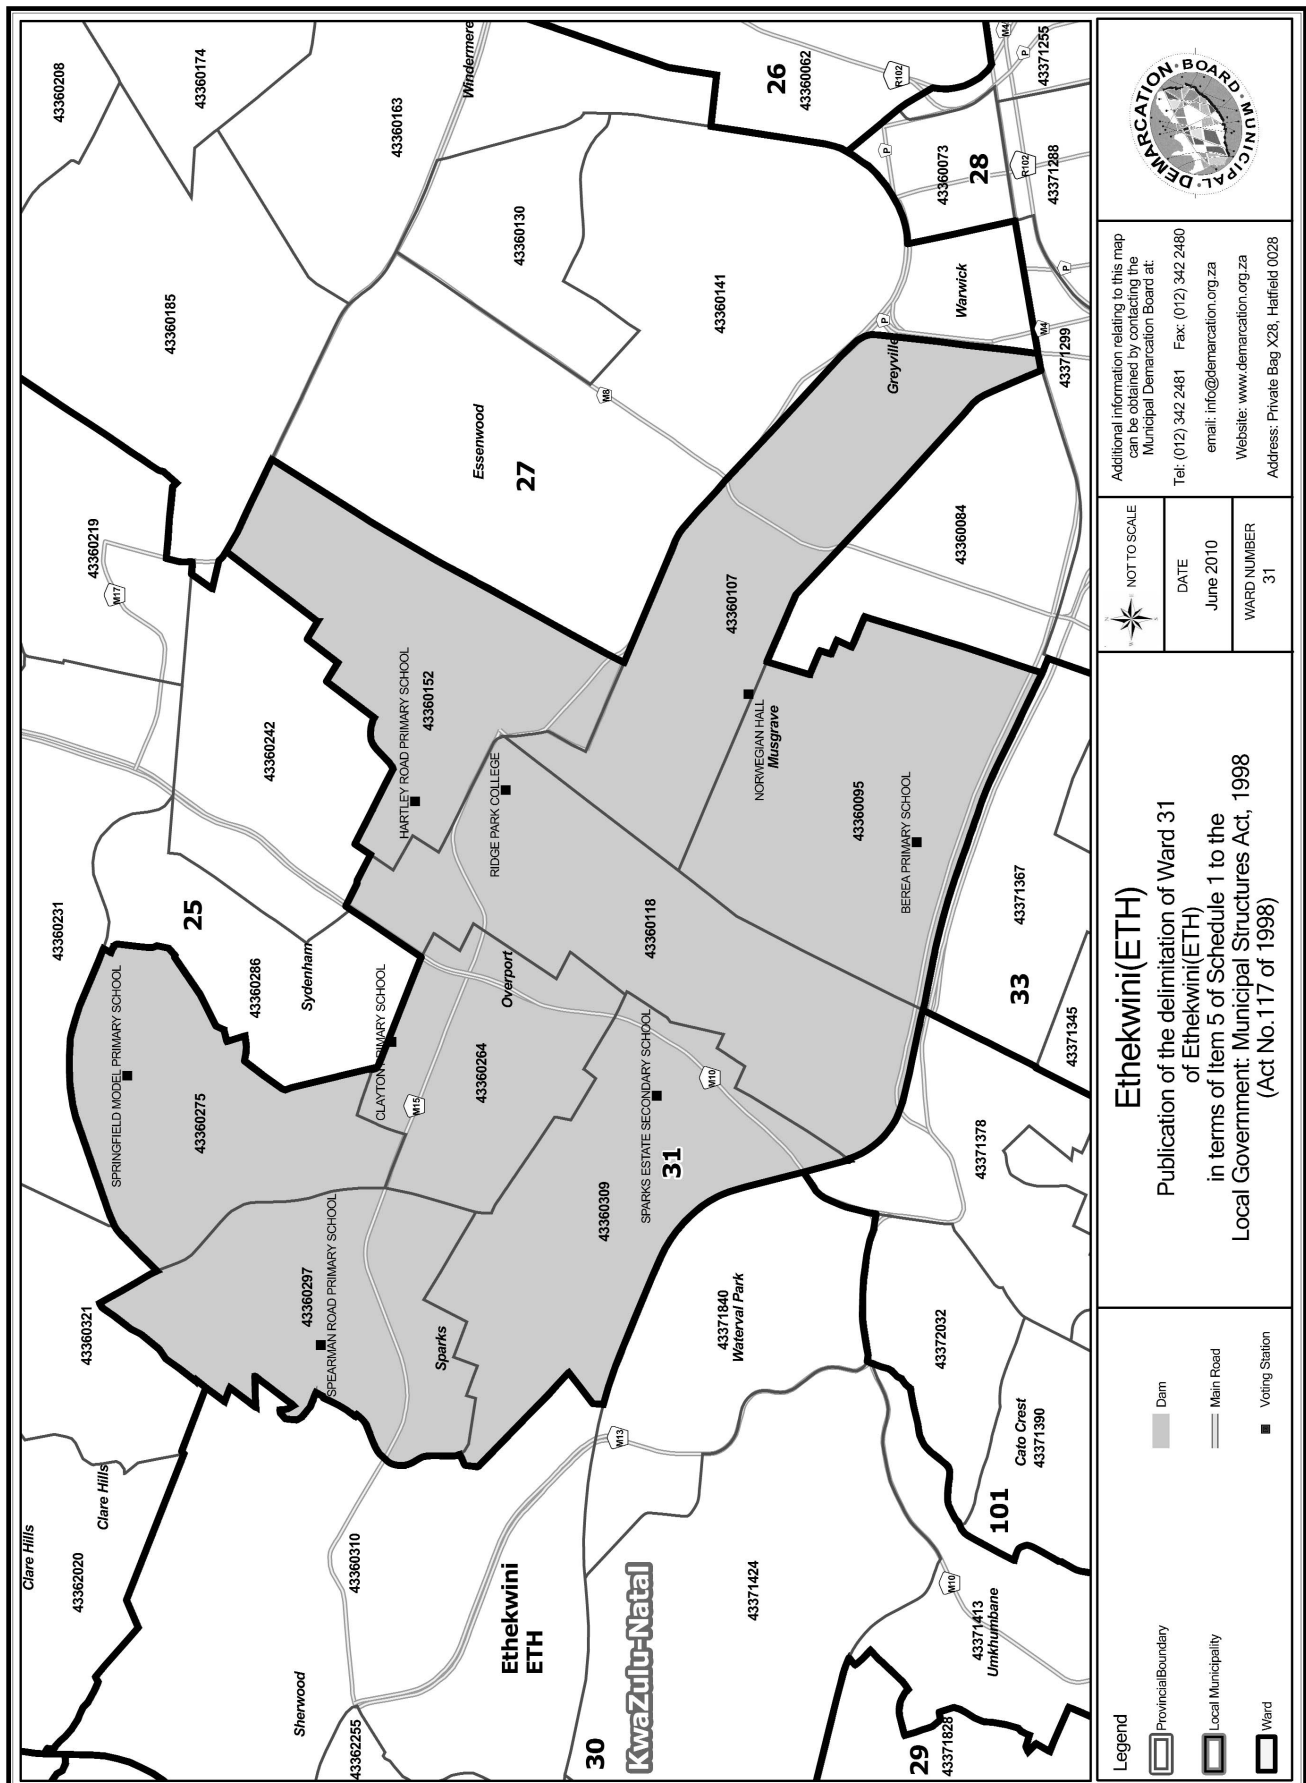 Clare Hills
43362020
Clare Hills
43360321
43360231
43360219
43360208
43360174
43360185
43360163
Windermere
M17
SPRINGFIELD MODEL PRIMARY SCHOOL
43360275
25
43360286
Sydenham
43360242
Sherwood
43362255
43360310
43360297
SPEARMAN ROAD PRIMARY SCHOOL
CLAYTON PRIMARY SCHOOL
M15
HARTLEY ROAD PRIMARY SCHOOL
43360152
Essenwood
27
43360130
Sparks
43360264
Overport
RIDGE PARK COLLEGE
M8
Ethekwini
ETH
30
KwaZulu-Natal
M13
43360309
SPARKS ESTATE SECONDARY SCHOOL
31
M10
43360118
43360107
NORWEGIAN HALL
Musgrave
43360141
26
43360062
R102
43371424
43371840
Waterval Park
43360095
BEREA PRIMARY SCHOOL
Greyville
P
P
43360073
28
Warwick
43360084
29
43371828
43371413
Umkhumbane
M10
101
Cato Crest
43371390
43372032
43371378
33
43371345
43371367
43371299
M4
P
43371288
R102
43371255
P
M4
Legend
ProvincialBoundary
Local Municipality
Ward
Dam
Main Road
Voting Station
Ethekwini(ETH)
Publication of the delimitation of Ward 31
of Ethekwini(ETH)
in terms of Item 5 of Schedule 1 to the
Local Government: Municipal Structures Act, 1998
(Act No.117 of 1998)
N
E
S
W
NOT TO SCALE
DATE
June 2010
WARD NUMBER
31
Additional information relating to this map
can be obtained by contacting the
Municipal Demarcation Board at:
Tel: (012) 342 2481 Fax: (012) 342 2480
email: info@demarcation.org.za
Website: www.demarcation.org.za
Address: Private Bag X28, Hatfield 0028
MUNICIPAL · DEMARCATION · BOARD ·